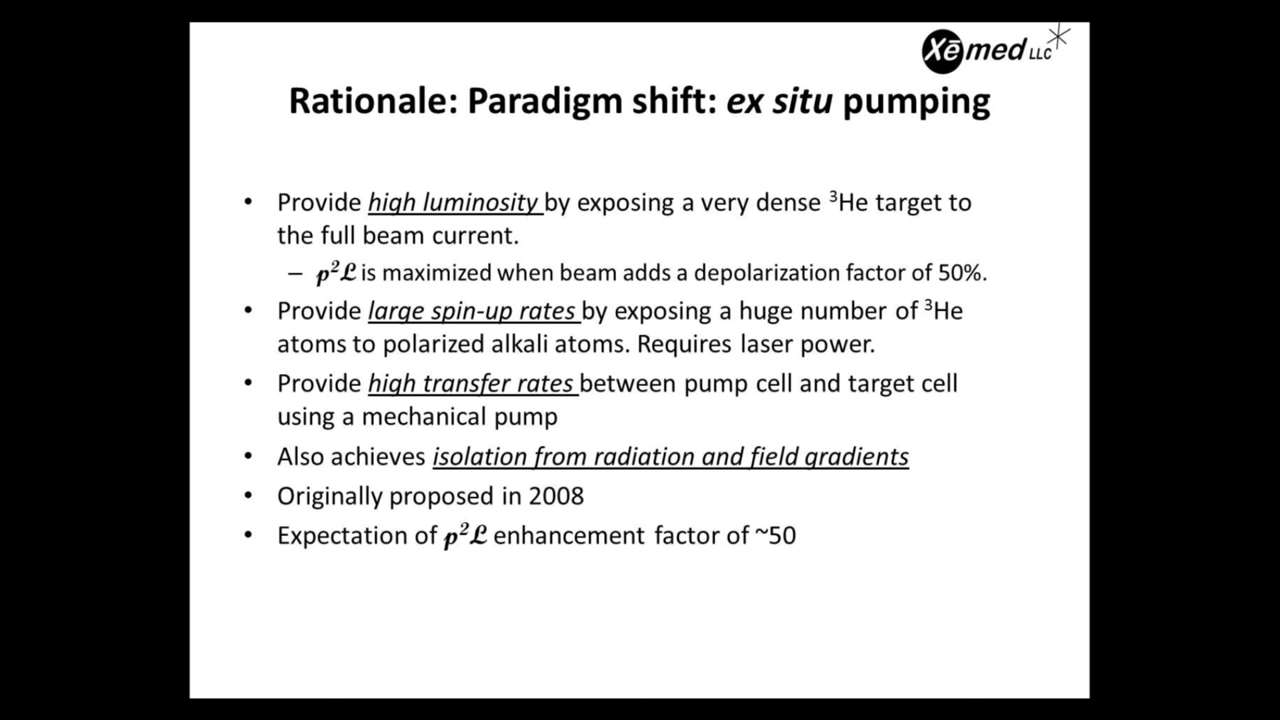 Xēmed LLC
Rationale: Paradigm shift: ex situ pumping
• Provide high luminosity by exposing a very dense ³He target to
the full beam current.
– 𝓅²ℒ is maximized when beam adds a depolarization factor of 50%.
• Provide large spin-up rates by exposing a huge number of ³He
atoms to polarized alkali atoms. Requires laser power.
• Provide high transfer rates between pump cell and target cell
using a mechanical pump
• Also achieves isolation from radiation and field gradients
• Originally proposed in 2008
• Expectation of 𝓅²ℒ enhancement factor of ~50